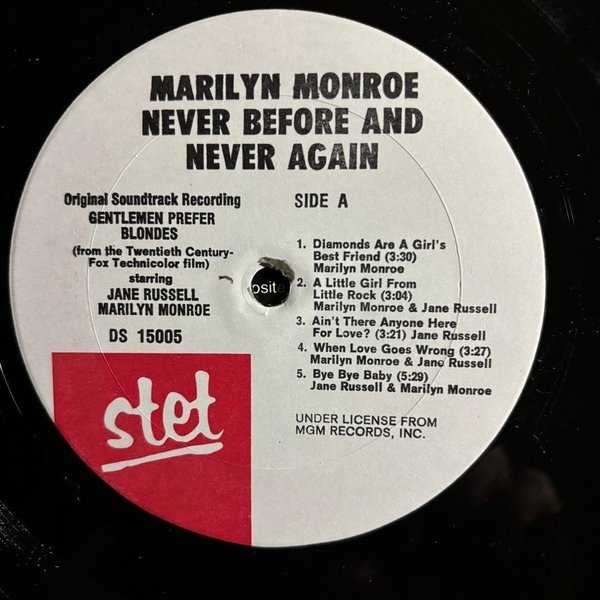 MARILYN MONROE
NEVER BEFORE AND
NEVER AGAIN
Original Soundtrack Recording
GENTLEMEN PREFER
BLONDES
(from the Twentieth Century-
Fox Technicolor film)
starring
JANE RUSSELL
MARILYN MONROE
DS 15005
SIDE A
1. Diamonds Are A Girl's
Best Friend (3:30)
Marilyn Monroe
2. A Little Girl From
Little Rock (3:04)
Marilyn Monroe & Jane Russell
3. Ain't There Anyone Here
For Love? (3:21) Jane Russell
4. When Love Goes Wrong (3:27)
Marilyn Monroe & Jane Russell
5. Bye Bye Baby (5:29)
Jane Russell & Marilyn Monroe
UNDER LICENSE FROM
MGM RECORDS, INC.
stet